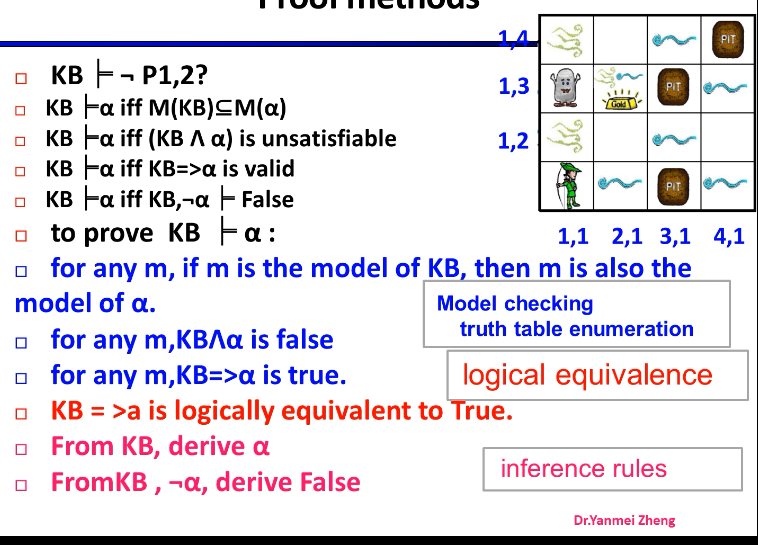 Proof methods
KB ╞ ¬ P1,2?
KB ╞α iff M(KB)⊆M(α)
KB ╞α iff (KB Λ α) is unsatisfiable
KB ╞α iff KB=>α is valid
KB ╞α iff KB,¬α ╞ False
to prove KB ╞ α :
for any m, if m is the model of KB, then m is also the
model of α.
for any m,KBΛα is false
for any m,KB=>α is true.
KB = >a is logically equivalent to True.
From KB, derive α
FromKB , ¬α, derive False
1,4
PIT
1,3
Gold
PIT
1,2
PIT
1,1 2,1 3,1 4,1
Model checking
truth table enumeration
logical equivalence
inference rules
Dr.Yanmei Zheng